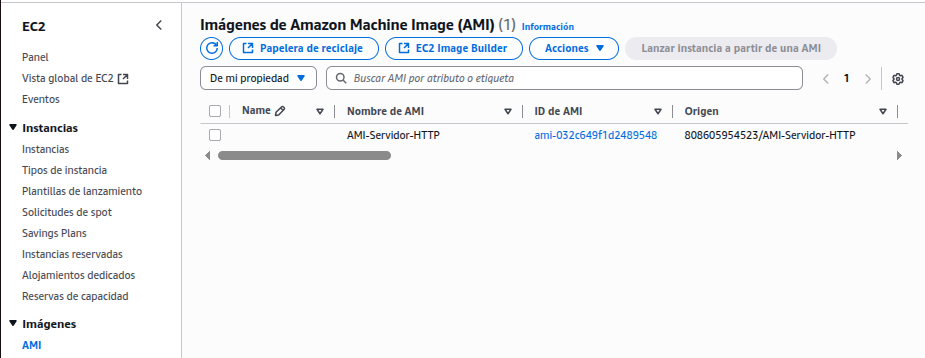 EC2
Panel
Vista global de EC2
Eventos
Instancias
Instancias
Tipos de instancia
Plantillas de lanzamiento
Solicitudes de spot
Savings Plans
Instancias reservadas
Alojamientos dedicados
Reservas de capacidad
Imágenes
AMI
Imágenes de Amazon Machine Image (AMI) (1) Información
Papelera de reciclaje EC2 Image Builder Acciones Lanzar instancia a partir de una AMI
De mi propiedad Buscar AMI por atributo o etiqueta 1
Name Nombre de AMI ID de AMI Origen
AMI-Servidor-HTTP ami-032c649f1d2489548 808605954523/AMI-Servidor-HTTP